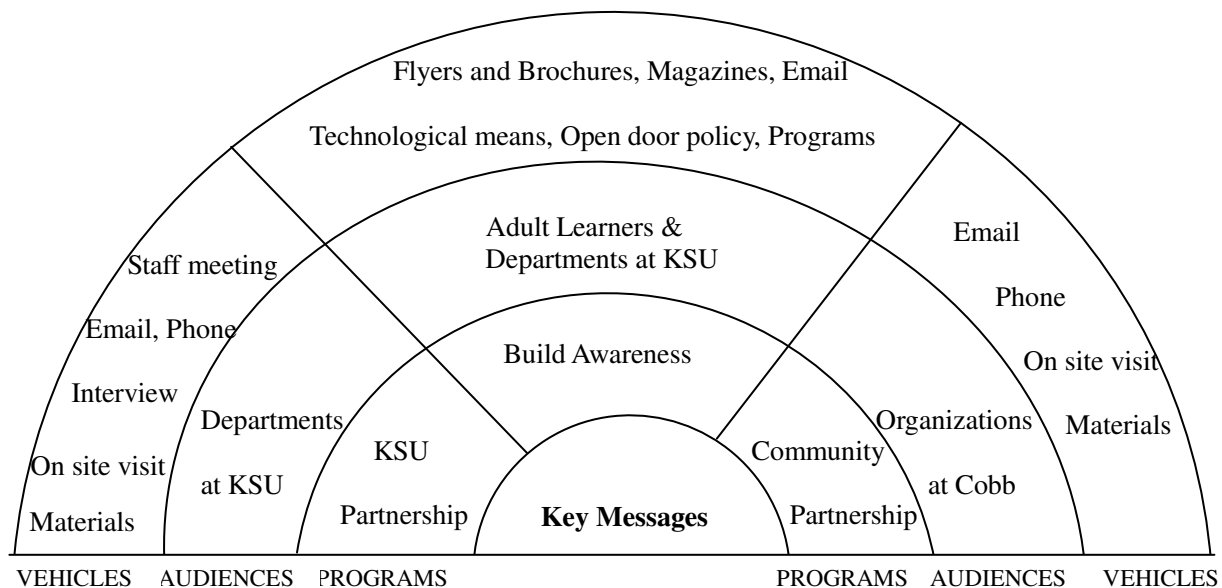 Flyers and Brochures, Magazines, Email
Technological means, Open door policy, Programs
Adult Learners &
Departments at KSU
Build Awareness
Staff meeting
Email, Phone
Interview
On site visit
Materials
Departments
at KSU
KSU
Partnership
Key Messages
Community
Partnership
Organizations
at Cobb
Email
Phone
On site visit
Materials
VEHICLES AUDIENCES PROGRAMS PROGRAMS AUDIENCES VEHICLES